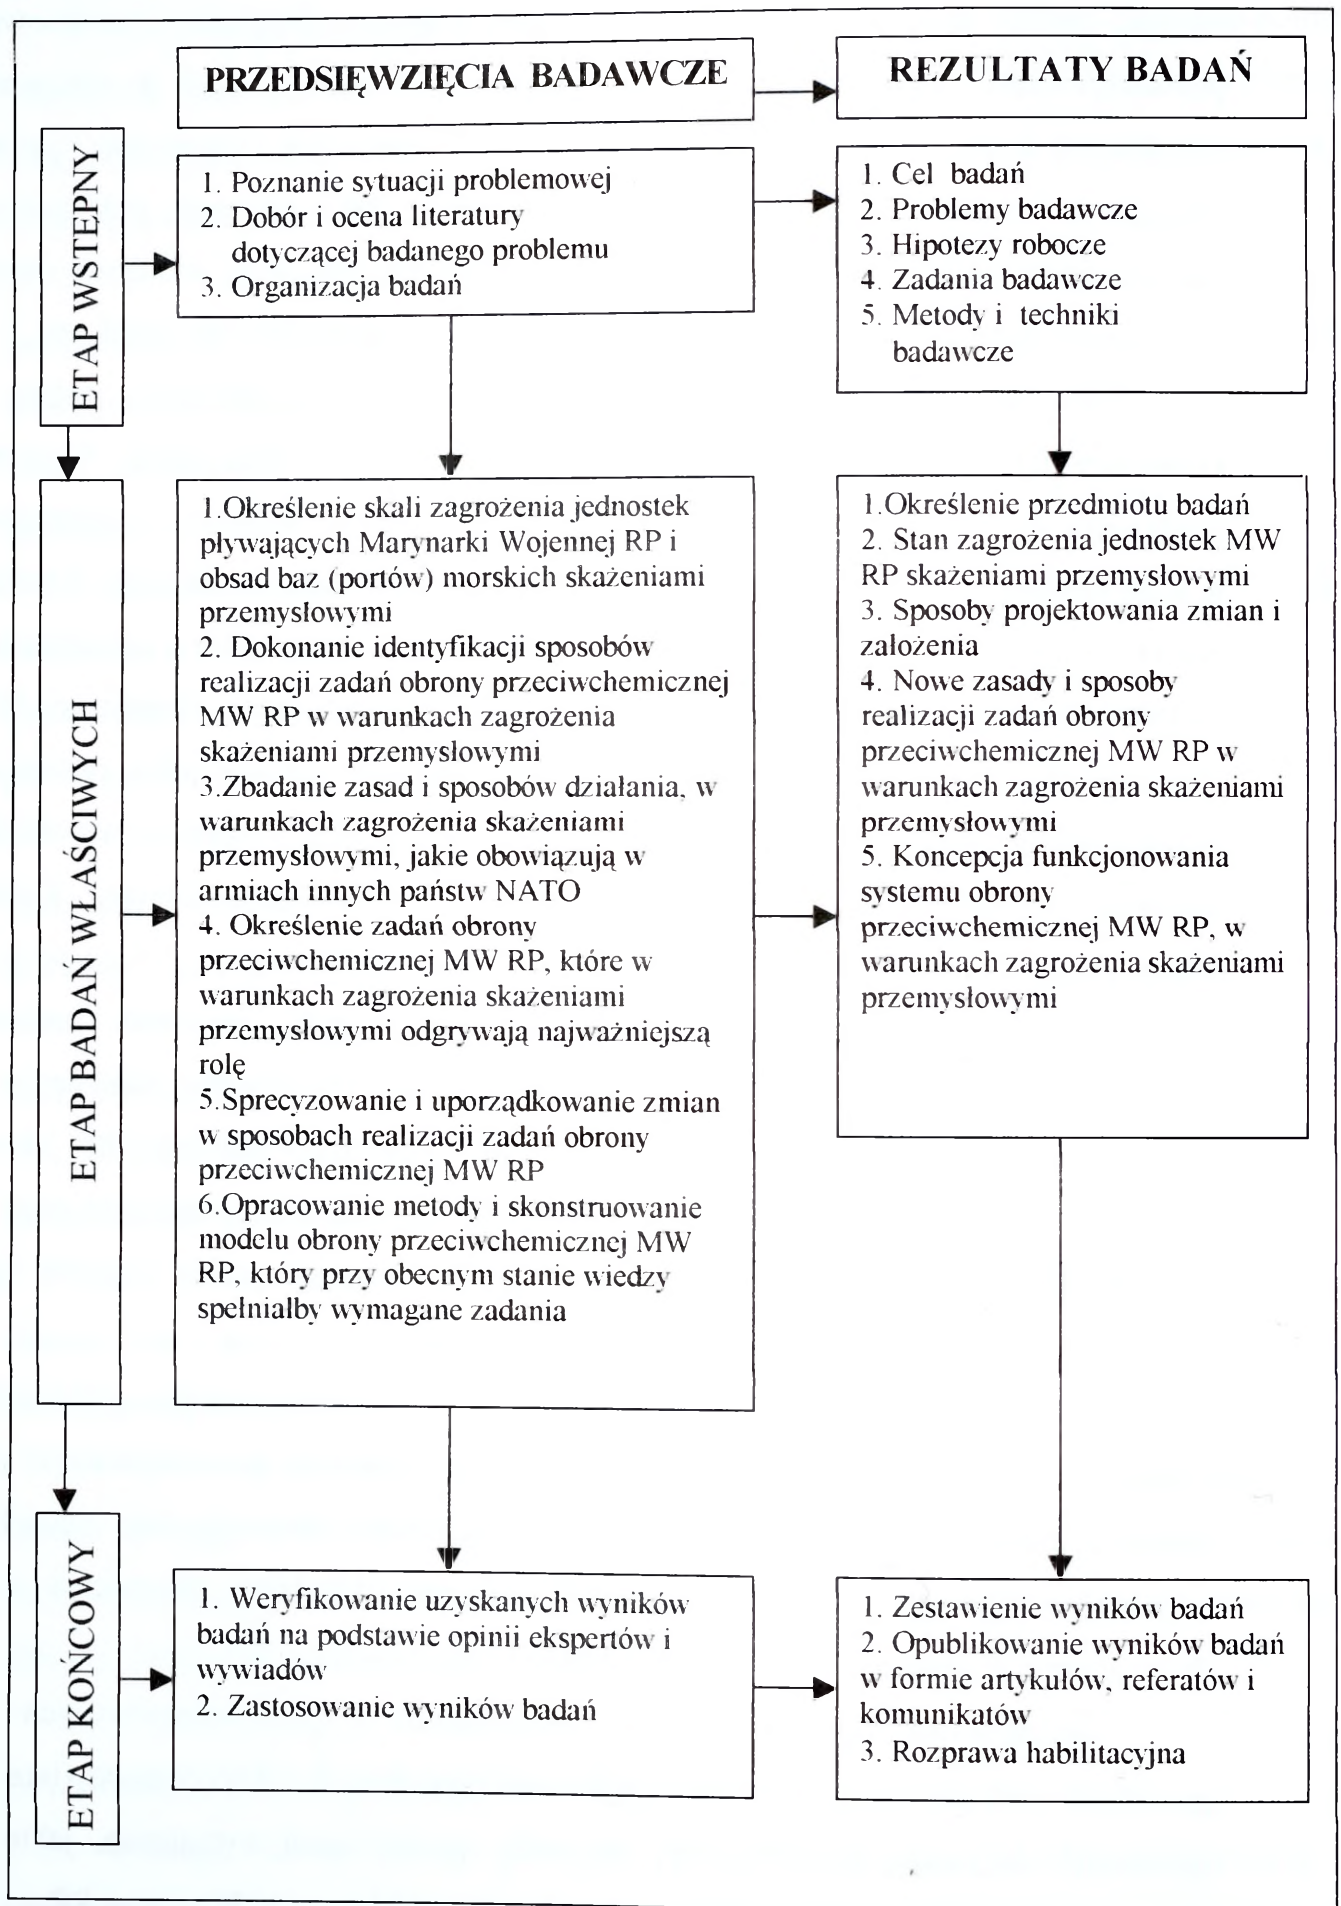 PRZEDSIĘWZIĘCIA BADAWCZE
REZULTATY BADAŃ
ETAP WSTĘPNY
1. Poznanie sytuacji problemowej
2. Dobór i ocena literatury
dotyczącej badanego problemu
3. Organizacja badań
1. Cel badań
2. Problemy badawcze
3. Hipotezy robocze
4. Zadania badawcze
5. Metody i techniki
badawcze
ETAP BADAŃ WŁAŚCIWYCH
1.Określenie skali zagrożenia jednostek
pływających Marynarki Wojennej RP i
obsad baz (portów) morskich skażeniami
przemysłowymi
2. Dokonanie identyfikacji sposobów
realizacji zadań obrony przeciwchemicznej
MW RP w warunkach zagrożenia
skażeniami przemysłowymi
3.Zbadanie zasad i sposobów działania, w
warunkach zagrożenia skażeniami
przemysłowymi, jakie obowiązują w
armiach innych państw NATO
4. Określenie zadań obrony
przeciwchemicznej MW RP, które w
warunkach zagrożenia skażeniami
przemysłowymi odgrywają najważniejszą
rolę
5.Sprecyzowanie i uporządkowanie zmian
w sposobach realizacji zadań obrony
przeciwchemicznej MW RP
6.Opracowanie metody i skonstruowanie
modelu obrony przeciwchemicznej MW
RP, który przy obecnym stanie wiedzy
spełniałby wymagane zadania
1.Określenie przedmiotu badań
2. Stan zagrożenia jednostek MW
RP skażeniami przemysłowymi
3. Sposoby projektowania zmian i
założenia
4. Nowe zasady i sposoby
realizacji zadań obrony
przeciwchemicznej MW RP w
warunkach zagrożenia skażeniami
przemysłowymi
5. Koncepcja funkcjonowania
systemu obrony
przeciwchemicznej MW RP, w
warunkach zagrożenia skażeniami
przemysłowymi
ETAP KOŃCOWY
1. Weryfikowanie uzyskanych wyników
badań na podstawie opinii ekspertów i
wywiadów
2. Zastosowanie wyników badań
1. Zestawienie wyników badań
2. Opublikowanie wyników badań
w formie artykułów, referatów i
komunikatów
3. Rozprawa habilitacyjna